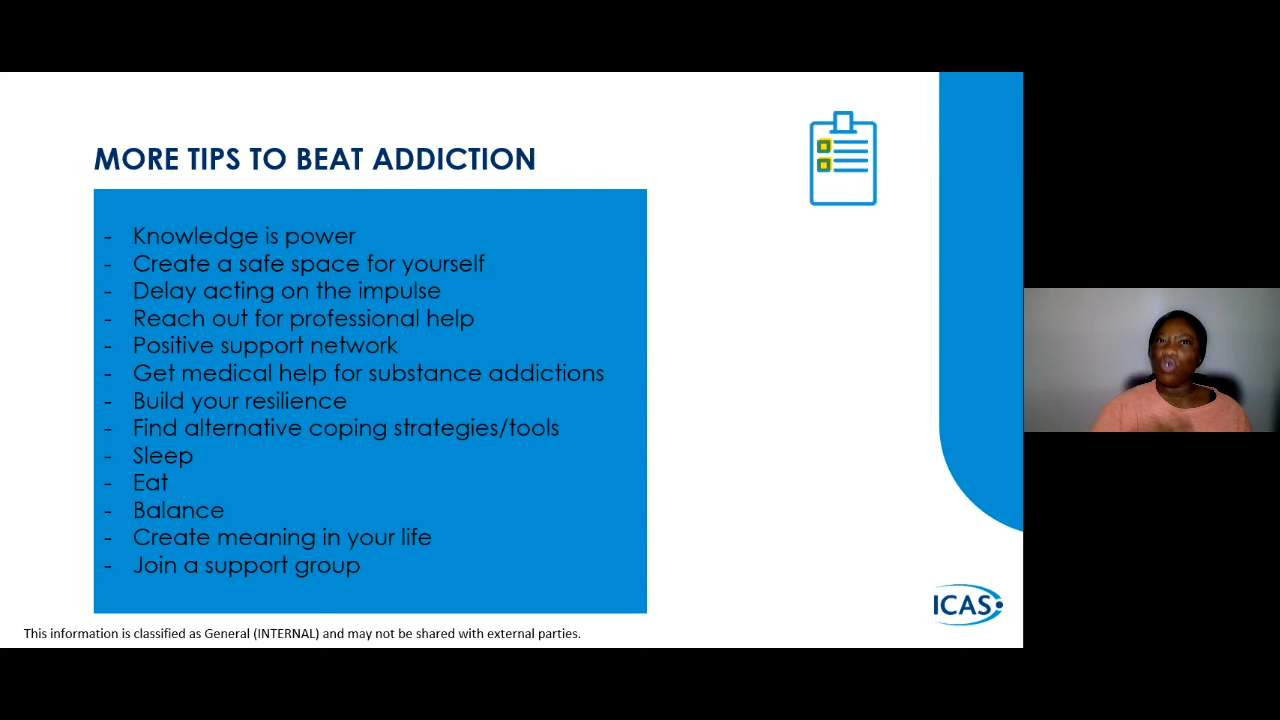 MORE TIPS TO BEAT ADDICTION
- Knowledge is power
- Create a safe space for yourself
- Delay acting on the impulse
- Reach out for professional help
- Positive support network
- Get medical help for substance addictions
- Build your resilience
- Find alternative coping strategies/tools
- Sleep
- Eat
- Balance
- Create meaning in your life
- Join a support group
ICAS
This information is classified as General (INTERNAL) and may not be shared with external parties.